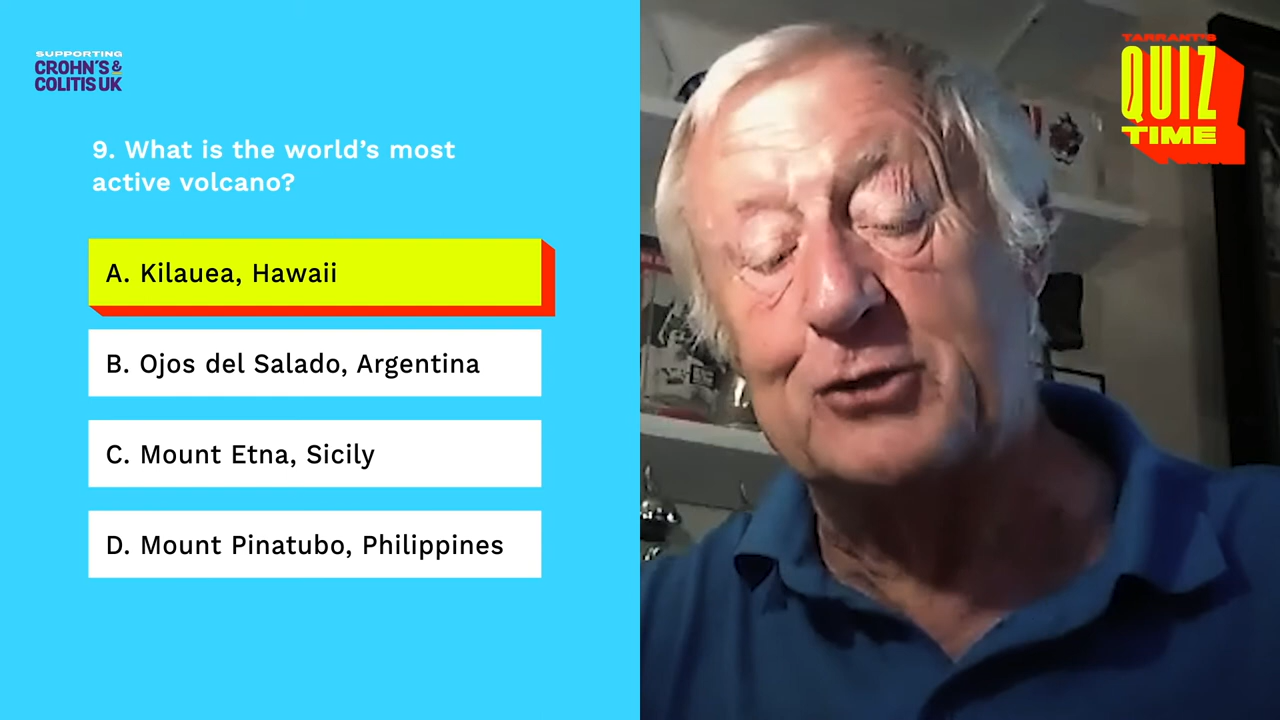 SUPPORTING
CROHN'S &
COLITIS UK
TARRANT'S
QUIZ
TIME
9. What is the world's most
active volcano?
A. Kilauea, Hawaii
B. Ojos del Salado, Argentina
C. Mount Etna, Sicily
D. Mount Pinatubo, Philippines